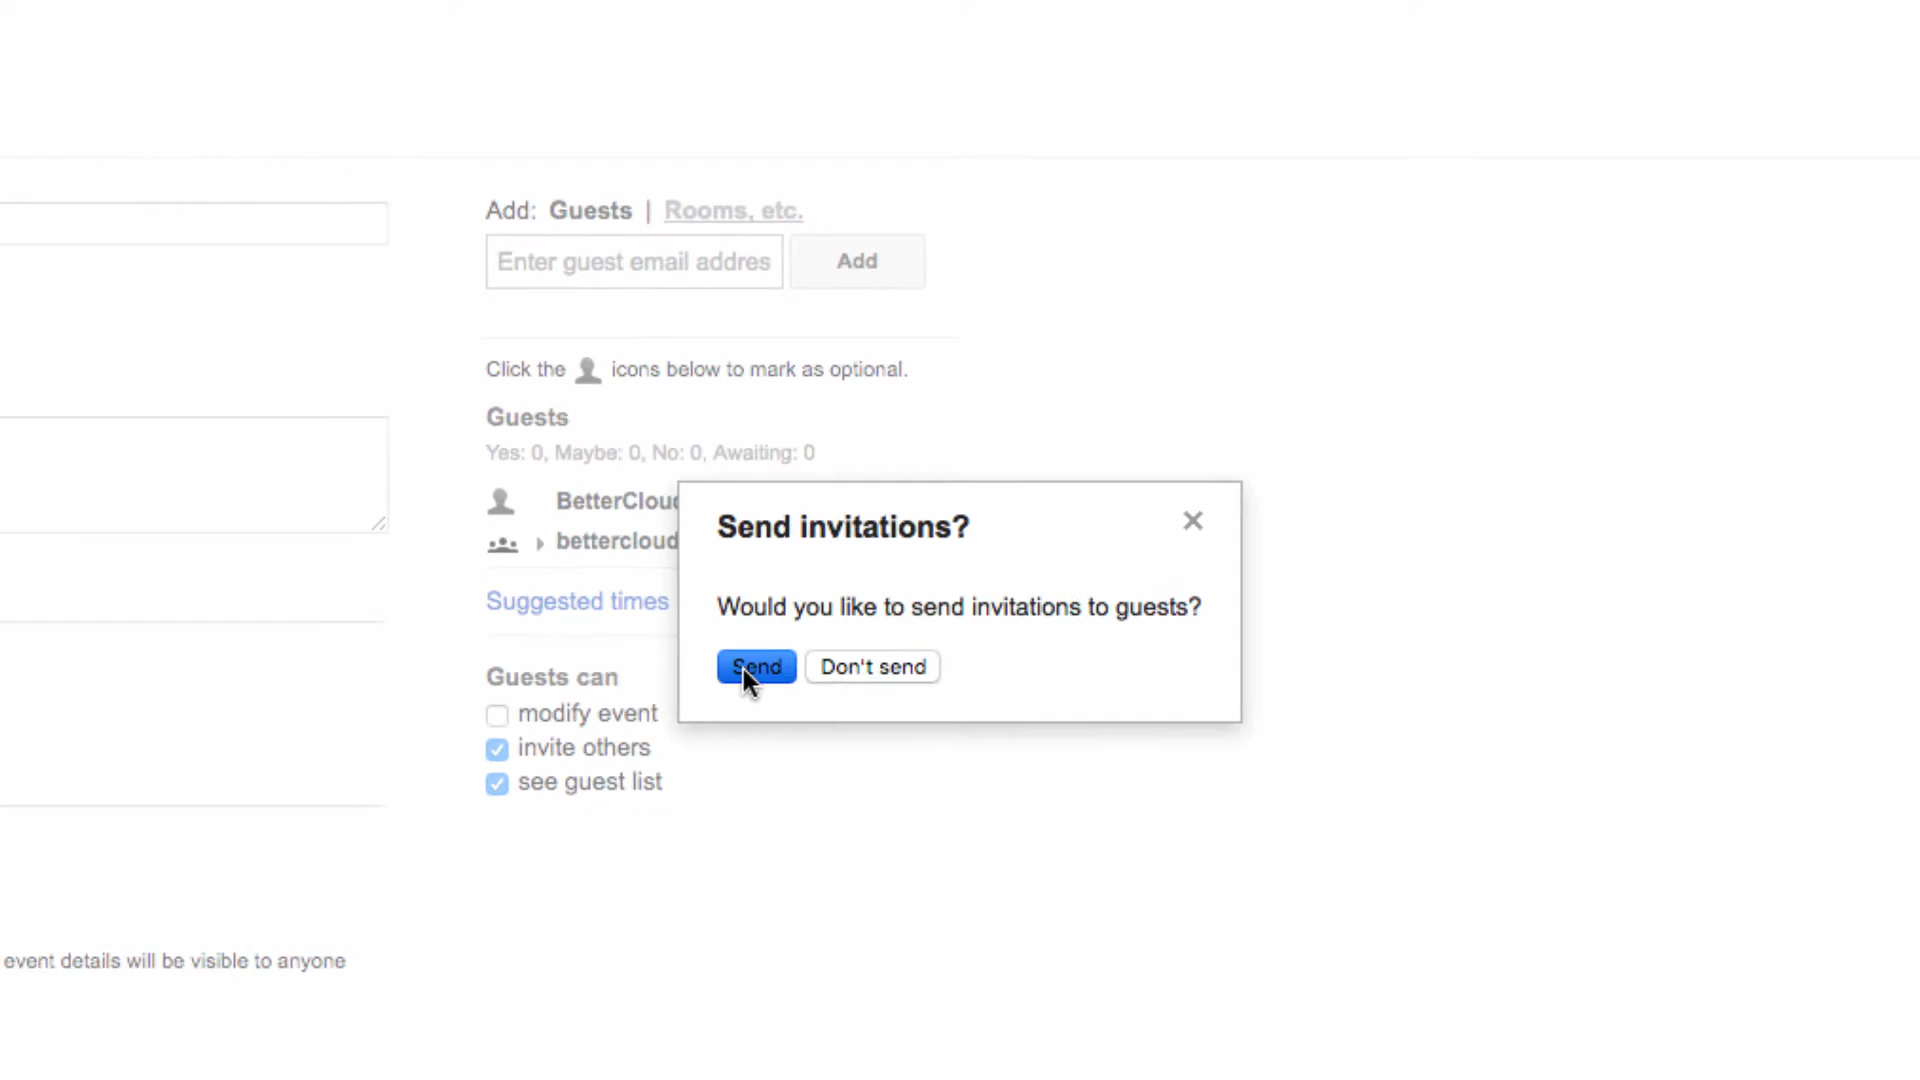 Add: Guests | Rooms, etc.
Enter guest email addres
Add
Click the icons below to mark as optional.
Guests
Yes: 0, Maybe: 0, No: 0, Awaiting: 0
BetterCloud
bettercloud
Suggested times
Guests can
modify event
invite others
see guest list
Send invitations?
Would you like to send invitations to guests?
Send
Don't send
event details will be visible to anyone